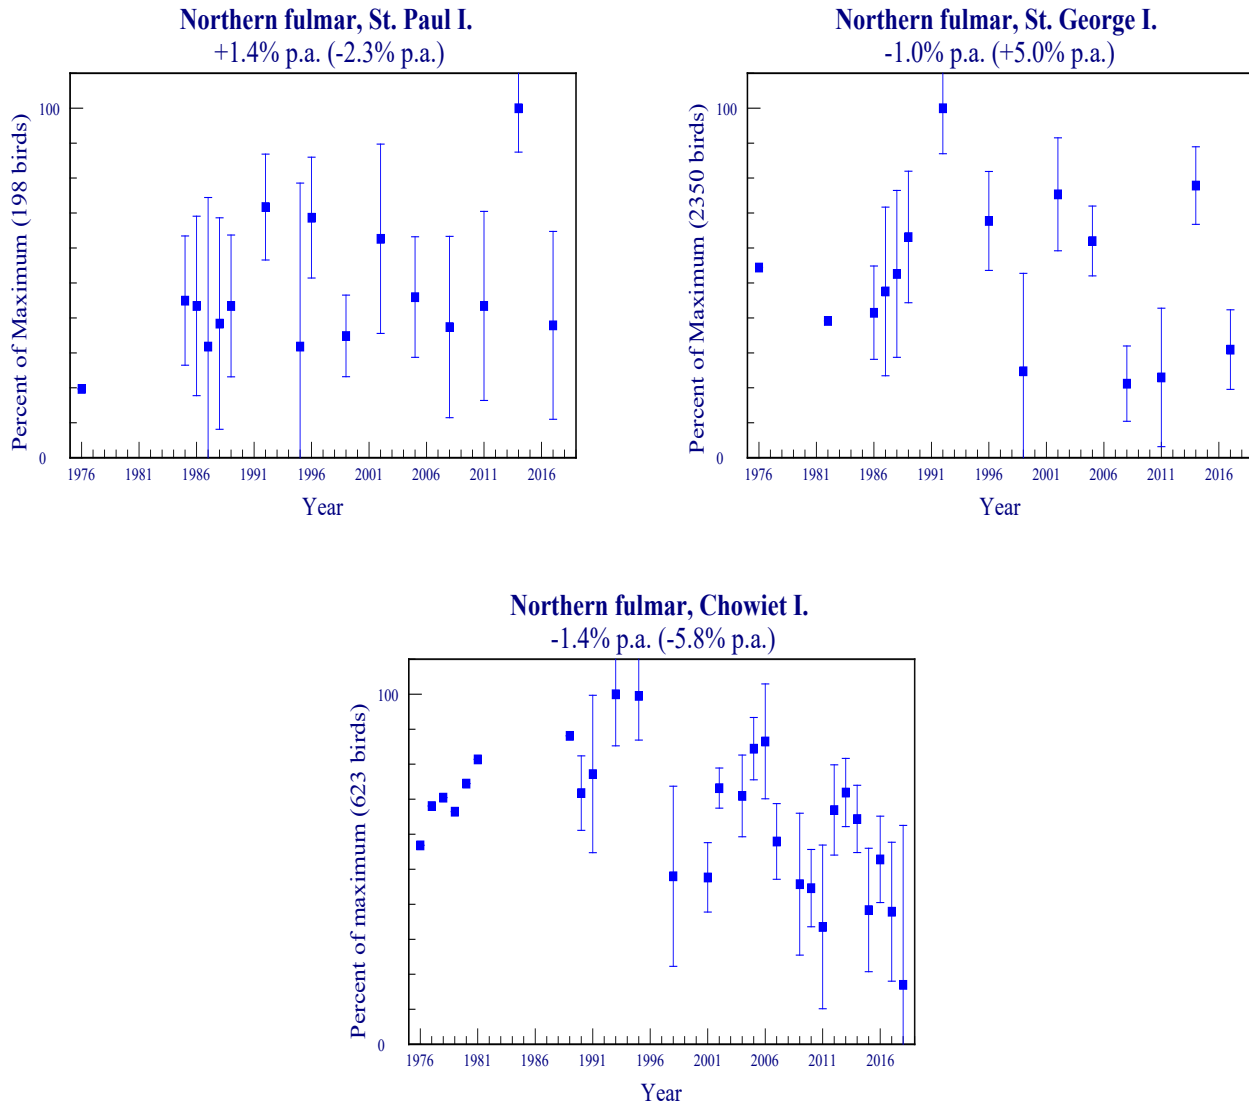 Northern fulmar, St. Paul I.
+1.4% p.a. (-2.3% p.a.)
Percent of Maximum (198 birds)
100
0
1976 1981 1986 1991 1996 2001 2006 2011 2016
Year
Northern fulmar, St. George I.
-1.0% p.a. (+5.0% p.a.)
Percent of Maximum (2350 birds)
100
0
1976 1981 1986 1991 1996 2001 2006 2011 2016
Year
Northern fulmar, Chowiet I.
-1.4% p.a. (-5.8% p.a.)
Percent of maximum (623 birds)
100
0
1976 1981 1986 1991 1996 2001 2006 2011 2016
Year